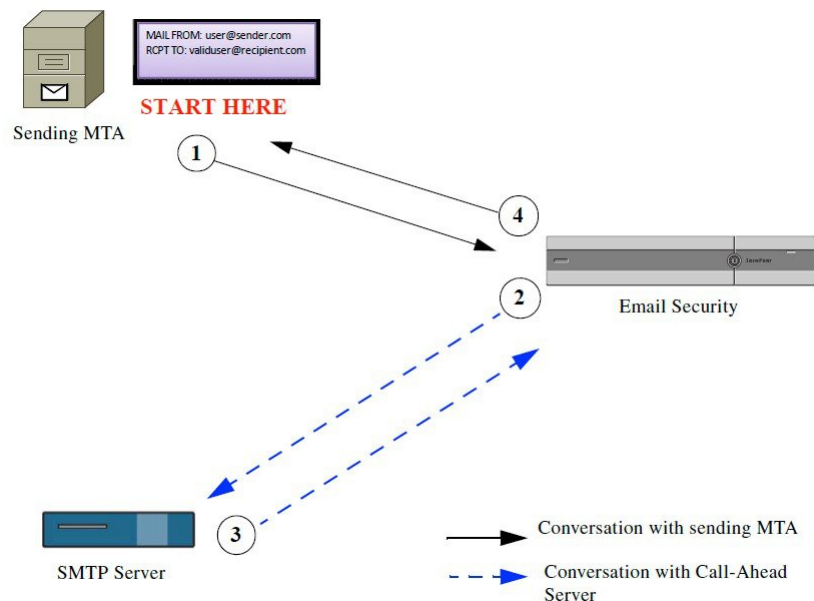 MAIL FROM: user@sender.com
RCPT TO: validuser@recipient.com
START HERE
Sending MTA
1
4
2
Email Security
3
SMTP Server
Conversation with sending MTA
Conversation with Call-Ahead
Server